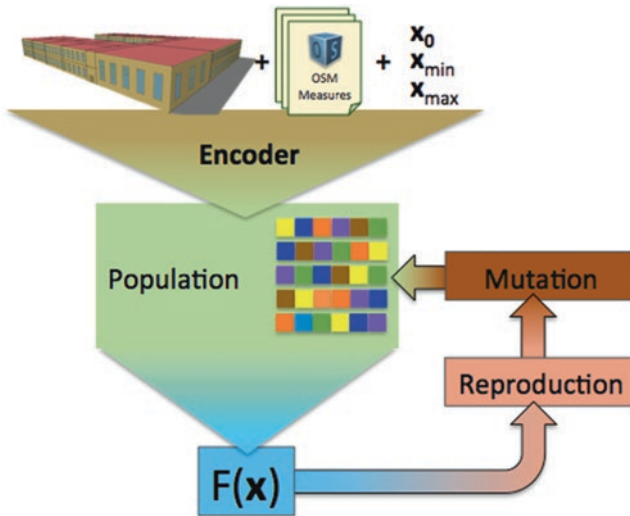 +
OS
OSM
Measures
+
x0
xmin
xmax
Encoder
Population
Mutation
Reproduction
F(x)